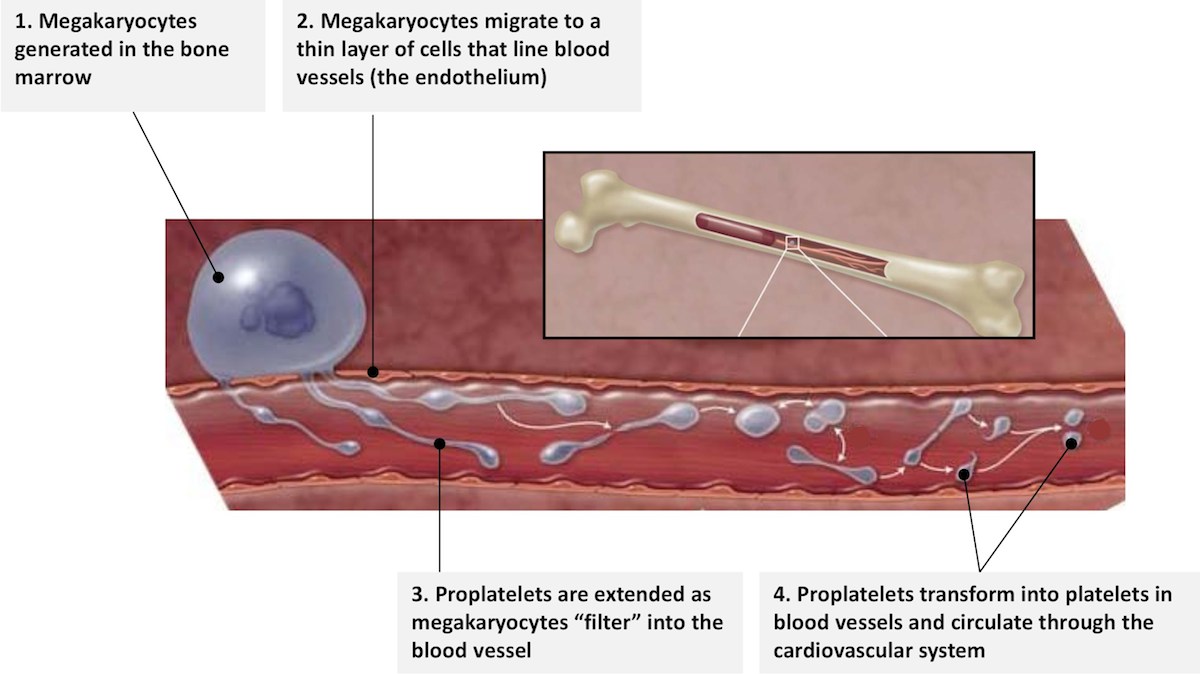 1. Megakaryocytes
generated in the bone
marrow
2. Megakaryocytes migrate to a
thin layer of cells that line blood
vessels (the endothelium)
3. Proplatelets are extended as
megakaryocytes “filter” into the
blood vessel
4. Proplatelets transform into platelets in
blood vessels and circulate through the
cardiovascular system